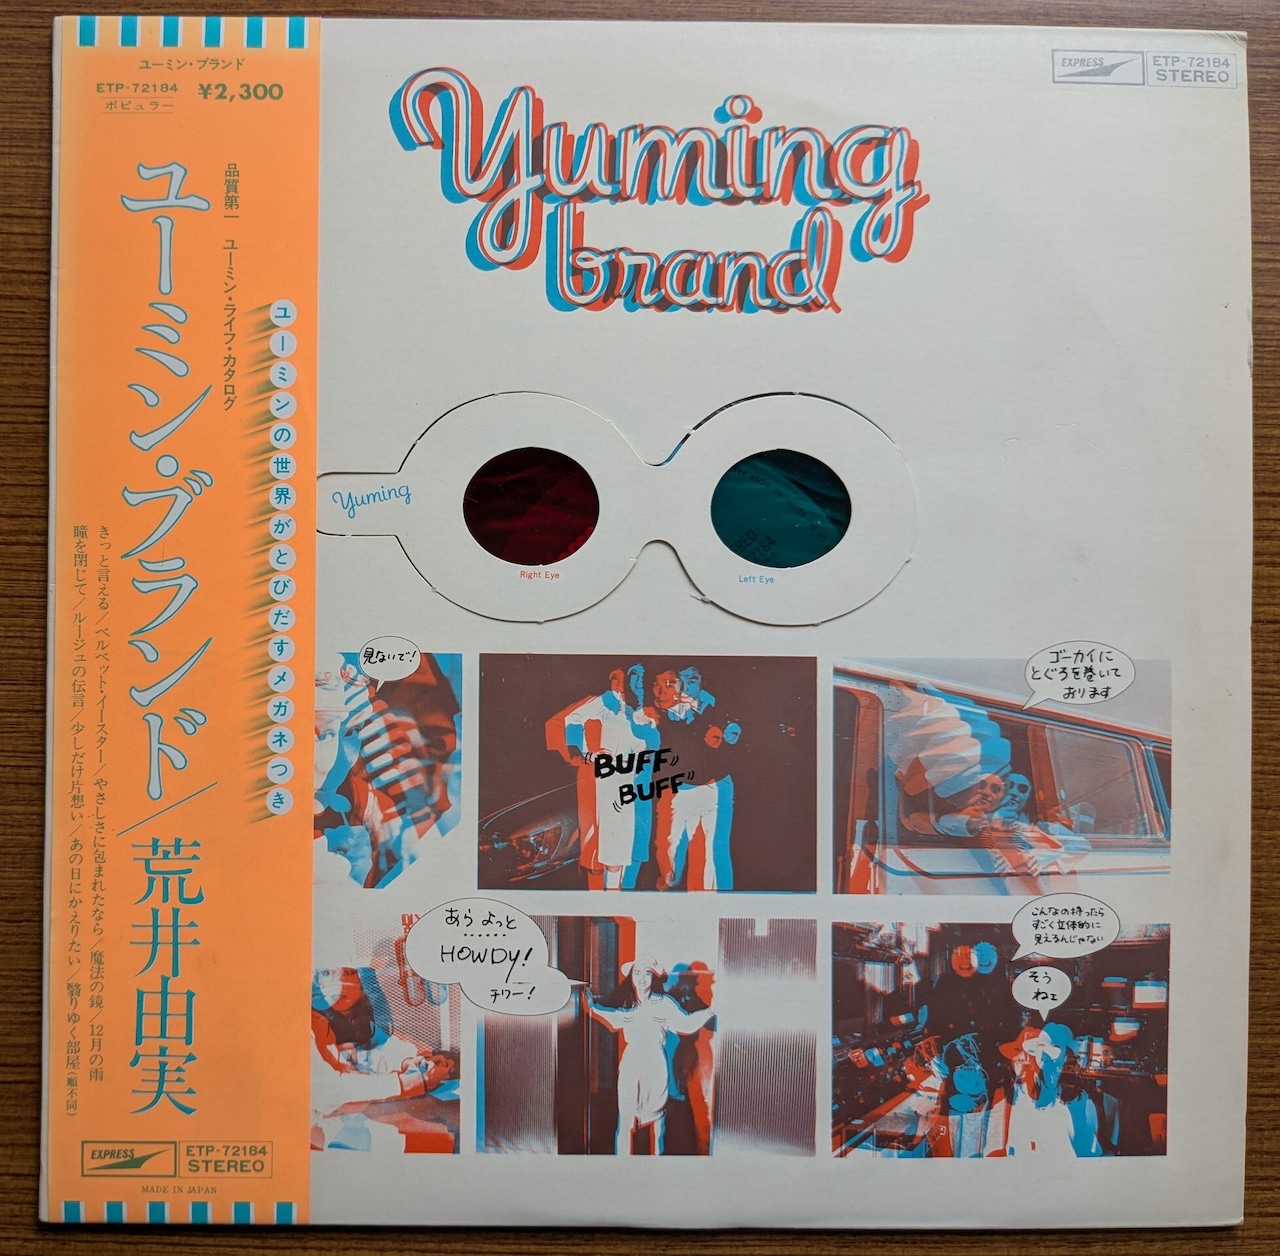 ユーミン・ブランド
ETP-72184 ¥2,300
ポピュラー
品質第一 ユーミン・ライフ・カタログ
ユーミンの世界がとびだすメガネつき
ユーミン・ブランド/荒井由実
きっと言える/ベルベット・イースター/やさしさに包まれたなら/魔法の鏡/12月の雨
瞳を閉じて/ルージュの伝言/少しだけ片想い/あの日にかえりたい/翳りゆく部屋(順不同)
EXPRESS
ETP-72184
STEREO
MADE IN JAPAN
EXPRESS
ETP-72184
STEREO
Yuming
brand
Yuming
Right Eye
Left Eye
見ないで!
BUFF
BUFF
ゴーカイに
とぐろを巻いて
おります
あら よっと
……
HOWDY!
チワー!
こんなの持ったら
すごく立体的に
見えるんじゃない
そう
ねェ